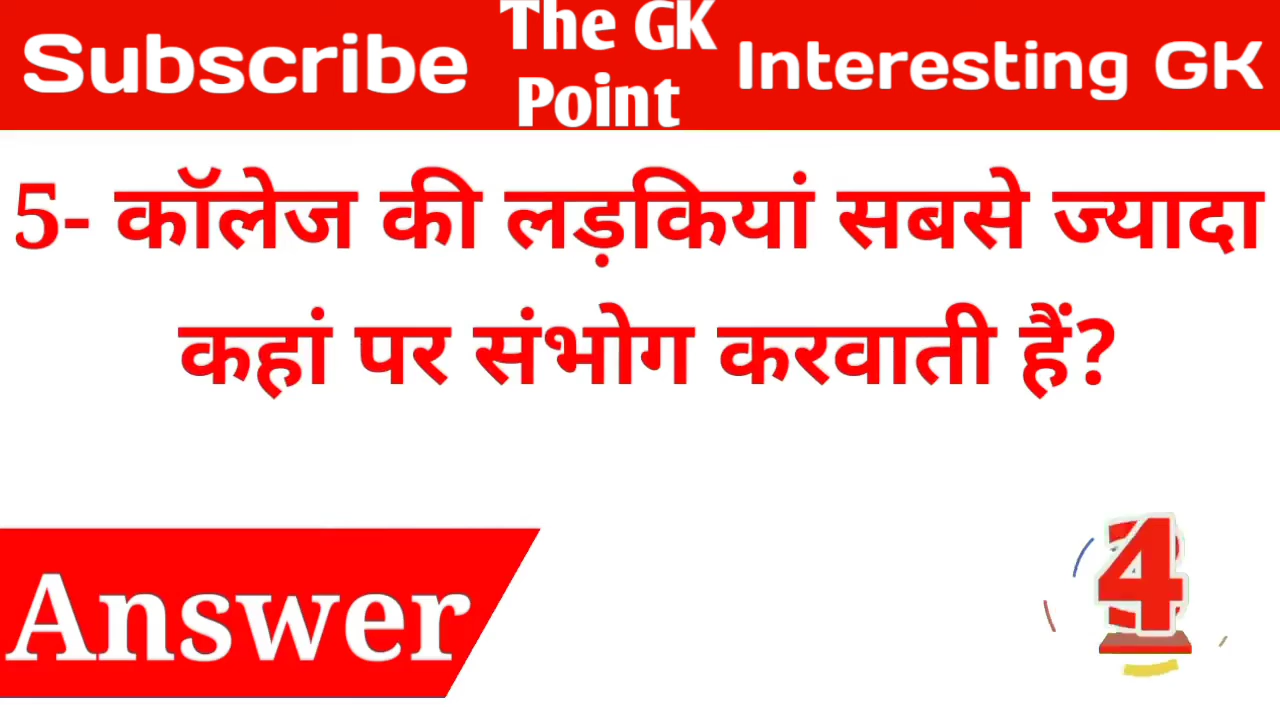 Subscribe The GK Point Interesting GK
5- कॉलेज की लड़कियां सबसे ज्यादा
कहां पर संभोग करवाती हैं?
Answer
4